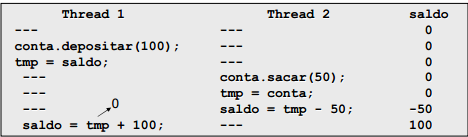 Thread 1 Thread 2 saldo
--- --- 0
conta.depositar(100); --- 0
tmp = saldo; --- 0
--- conta.sacar(50); 0
--- tmp = conta; 0
--- 0 saldo = tmp - 50; -50
saldo = tmp + 100; --- 100